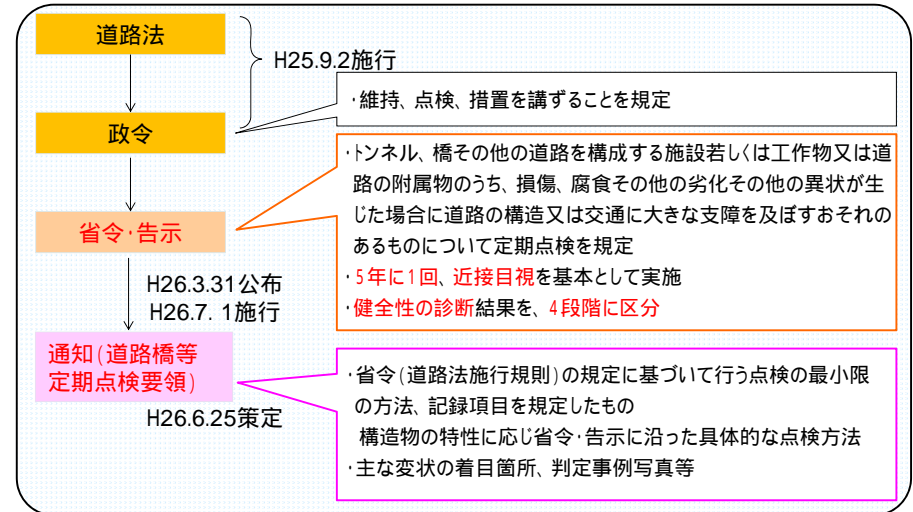 道路法
H25.9.2施行
政令
･維持、点検、措置を講ずることを規定
省令･告示
･トンネル、橋その他の道路を構成する施設若しくは工作物又は道
路の附属物のうち、損傷、腐食その他の劣化その他の異状が生
じた場合に道路の構造又は交通に大きな支障を及ぼすおそれの
あるものについて定期点検を規定
･5年に1回、近接目視を基本として実施
･健全性の診断結果を、4段階に区分
H26.3.31公布
H26.7. 1施行
通知(道路橋等
定期点検要領)
H26.6.25策定
･省令(道路法施行規則)の規定に基づいて行う点検の最小限
の方法、記録項目を規定したもの
構造物の特性に応じ省令･告示に沿った具体的な点検方法
･主な変状の着目箇所、判定事例写真等